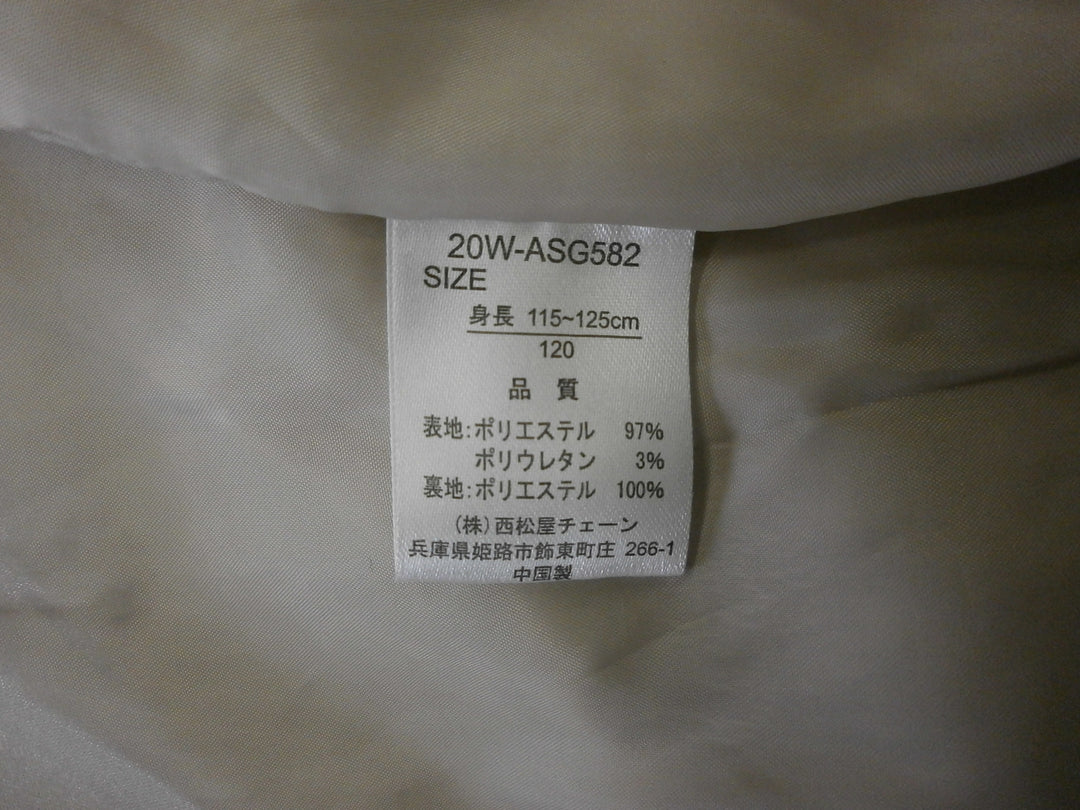 20W-ASG582
SIZE
身長 115~125cm
120
品 質
表地:ポリエステル 97%
ポリウレタン 3%
裏地:ポリエステル 100%
(株)西松屋チェーン
兵庫県姫路市飾東町庄 266-1
中国製